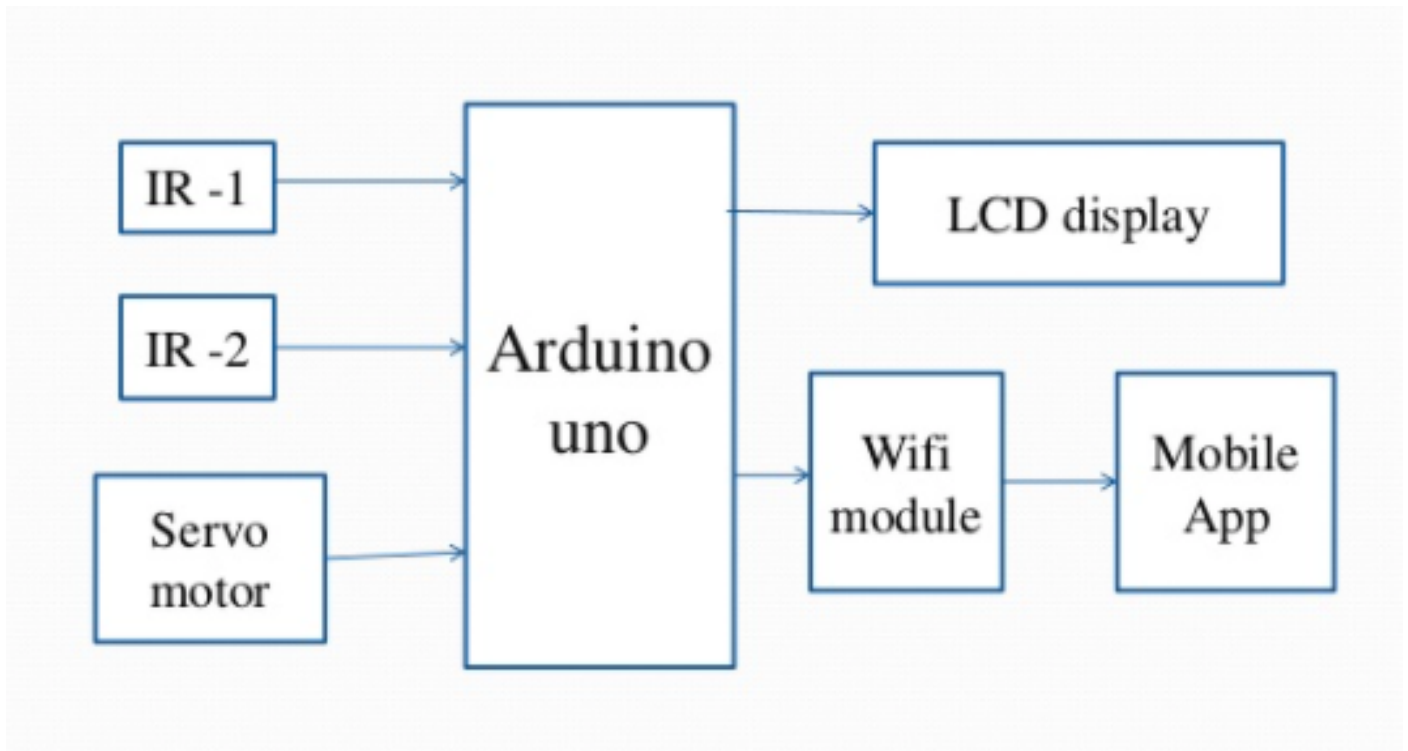 IR -1
IR -2
Servo
motor
Arduino
uno
LCD display
Wifi
module
Mobile
App